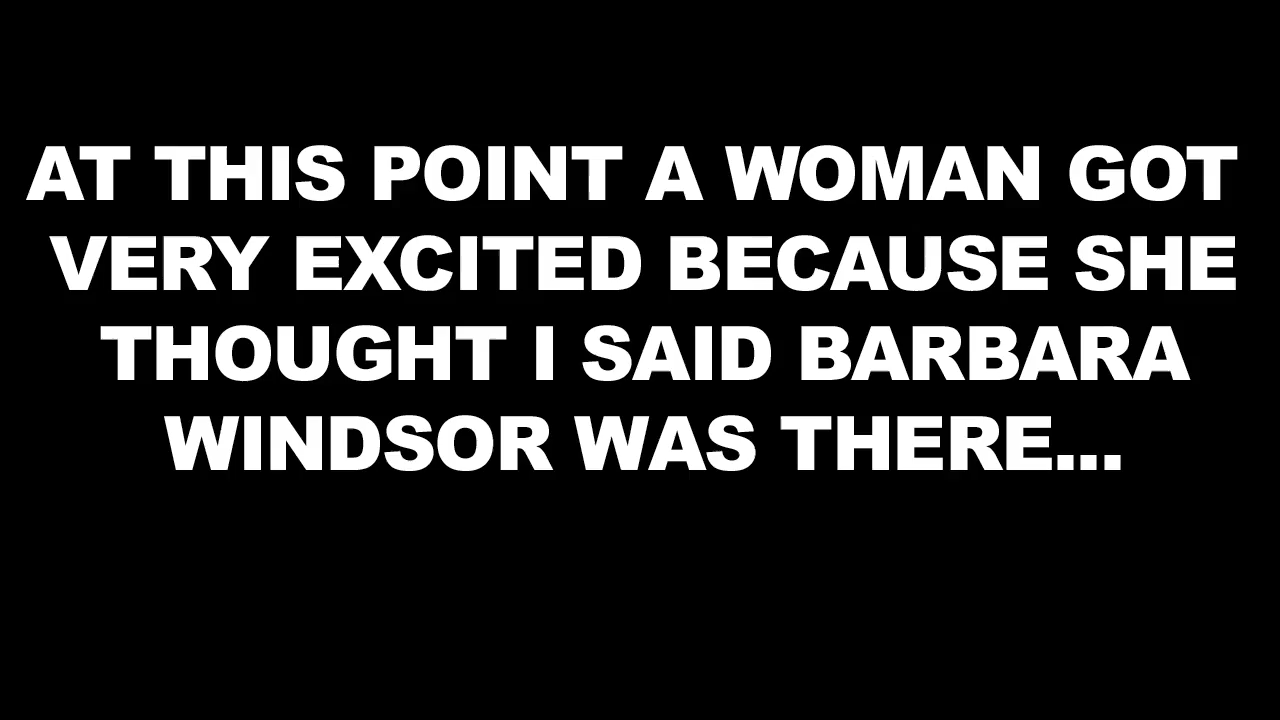 AT THIS POINT A WOMAN GOT
VERY EXCITED BECAUSE SHE
THOUGHT I SAID BARBARA
WINDSOR WAS THERE...